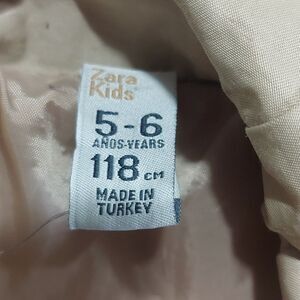 Zara
Kids
5-6
AÑOS-YEARS
118 CM
MADE IN
TURKEY